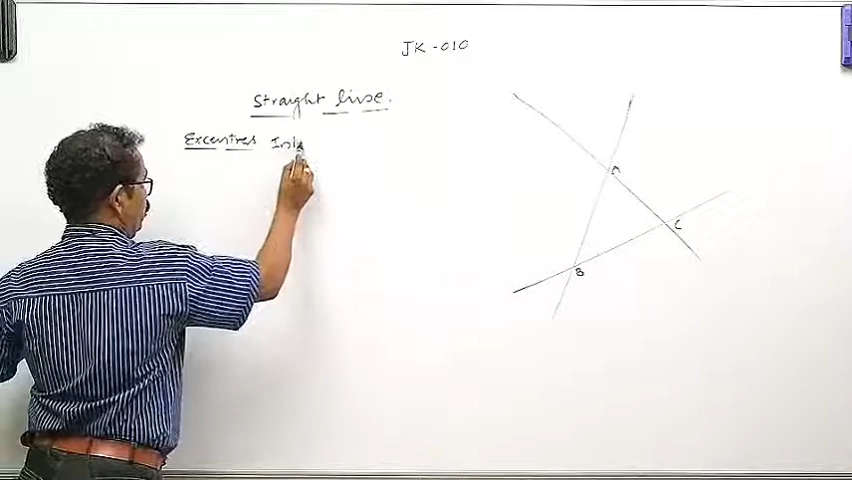 JK-010
Straight line.
Excentres
A
C
B